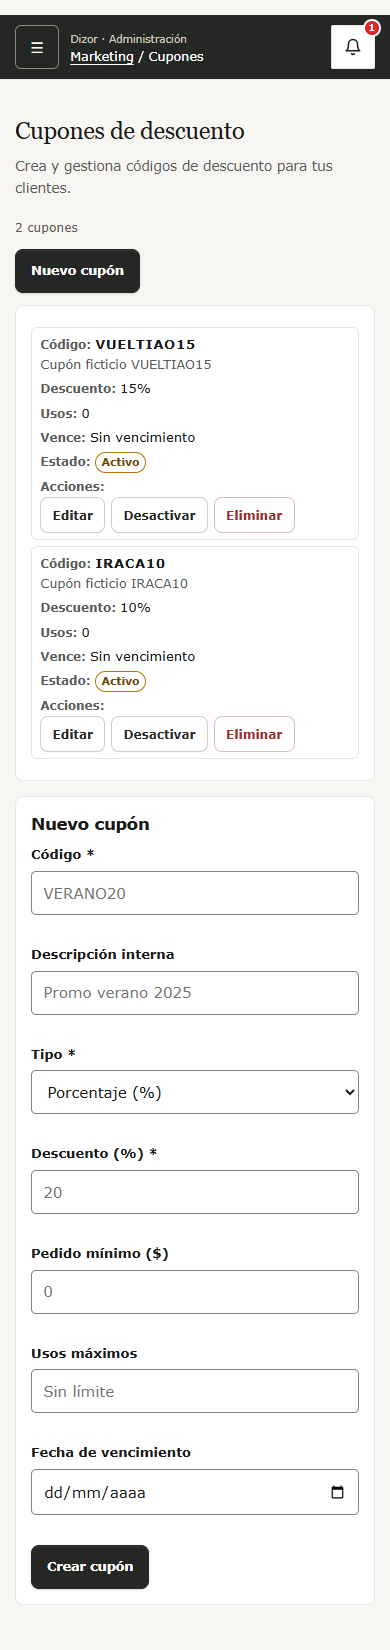 ☰
Dizor · Administración
Marketing / Cupones
1
Cupones de descuento
Crea y gestiona códigos de descuento para tus
clientes.
2 cupones
Nuevo cupón
Código: VUELTIAO15
Cupón ficticio VUELTIAO15
Descuento: 15%
Usos: 0
Vence: Sin vencimiento
Estado: Activo
Acciones:
Editar Desactivar Eliminar
Código: IRACA10
Cupón ficticio IRACA10
Descuento: 10%
Usos: 0
Vence: Sin vencimiento
Estado: Activo
Acciones:
Editar Desactivar Eliminar
Nuevo cupón
Código *
VERANO20
Descripción interna
Promo verano 2025
Tipo *
Porcentaje (%)
Descuento (%) *
20
Pedido mínimo ($)
0
Usos máximos
Sin límite
Fecha de vencimiento
dd/mm/aaaa
Crear cupón